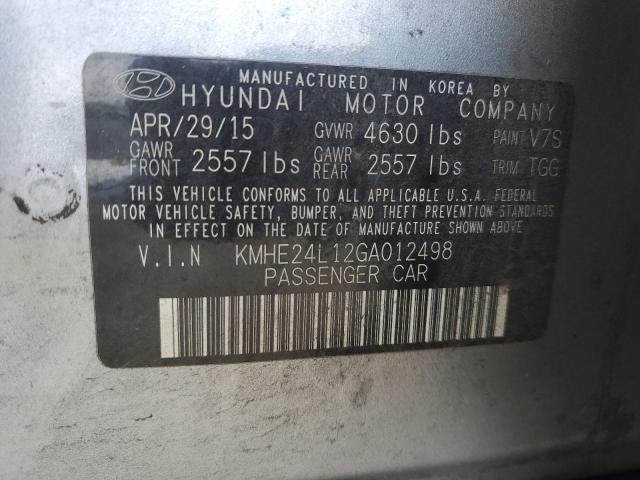 MANUFACTURED IN KOREA BY
HYUNDAI MOTOR COMPANY
APR/29/15 GVWR 4630 lbs PAINT V7S
GAWR FRONT 2557 lbs GAWR REAR 2557 lbs TRIM TGG
THIS VEHICLE CONFORMS TO ALL APPLICABLE U.S.A. FEDERAL
MOTOR VEHICLE SAFETY, BUMPER, AND THEFT PREVENTION STANDARDS
IN EFFECT ON THE DATE OF MANUFACTURE SHOWN ABOVE.
V.I.N KMHE24L12GA012498
PASSENGER CAR